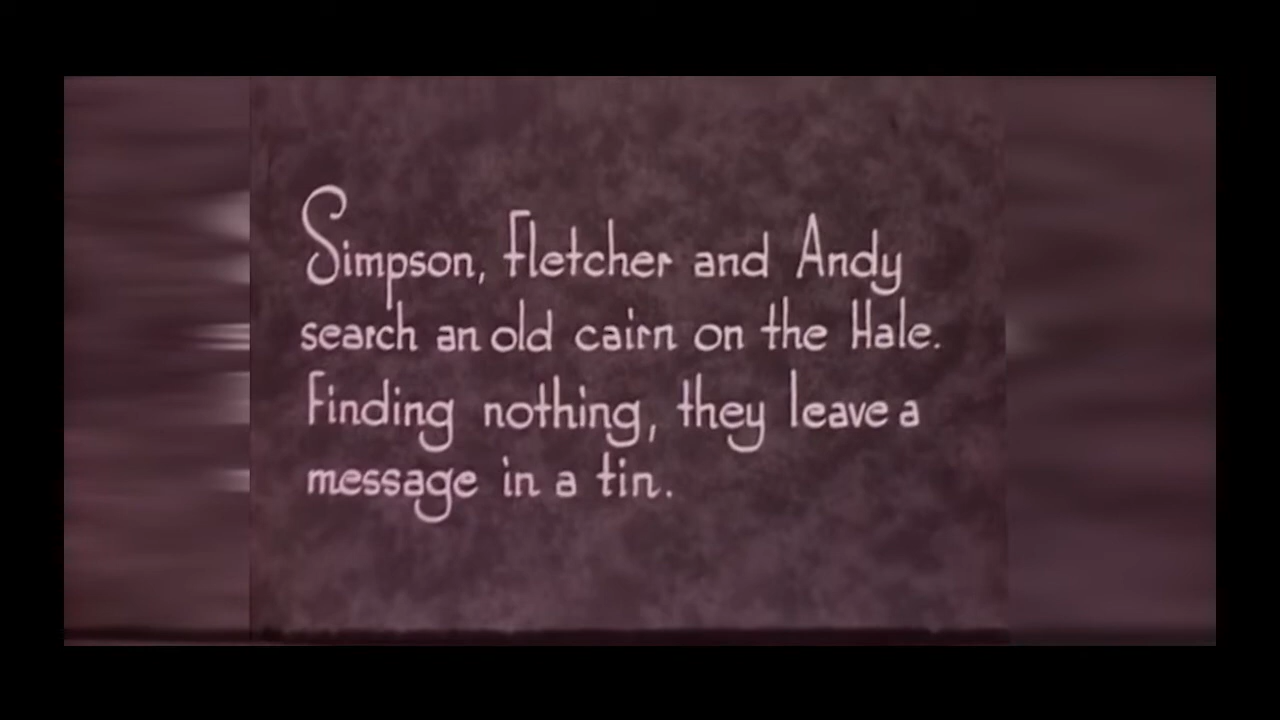 Simpson, Fletcher and Andy
search an old cairn on the Hale.
Finding nothing, they leave a
message in a tin.